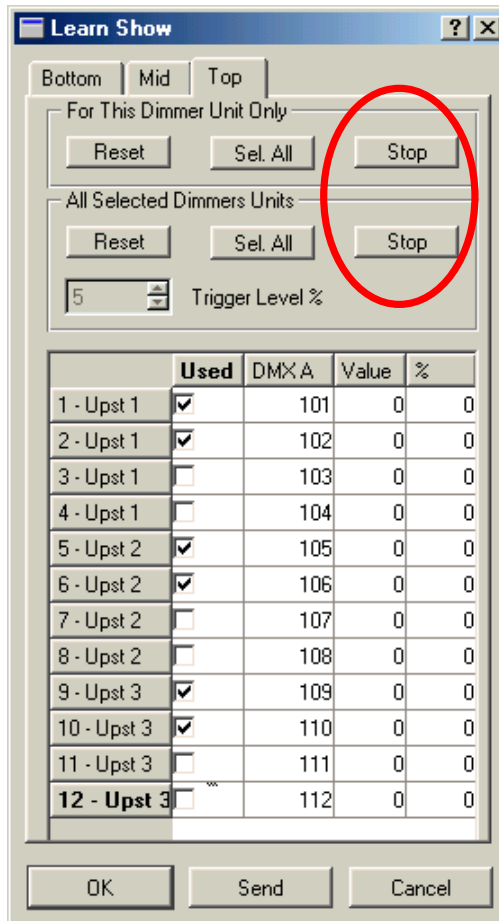 Learn Show
Bottom Mid Top
For This Dimmer Unit Only
Reset Sel. All Stop
All Selected Dimmers Units
Reset Sel. All Stop
5 Trigger Level %
Used DMX A Value %
1 - Upst 1 101 0 0
2 - Upst 1 102 0 0
3 - Upst 1 103 0 0
4 - Upst 1 104 0 0
5 - Upst 2 105 0 0
6 - Upst 2 106 0 0
7 - Upst 2 107 0 0
8 - Upst 2 108 0 0
9 - Upst 3 109 0 0
10 - Upst 3 110 0 0
11 - Upst 3 111 0 0
12 - Upst 3 112 0 0
OK Send Cancel